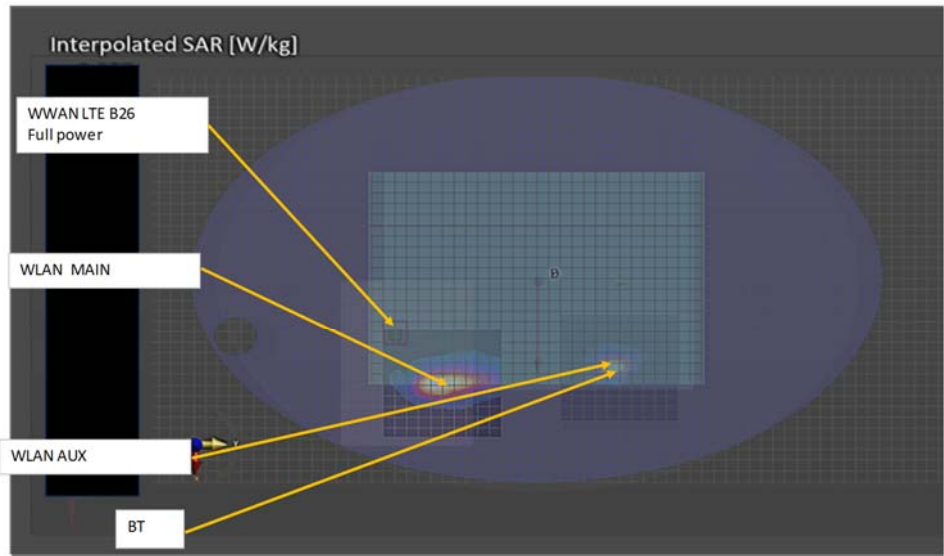 Interpolated SAR [W/kg]
WWAN LTE B26
Full power
WLAN MAIN
B
WLAN AUX
BT